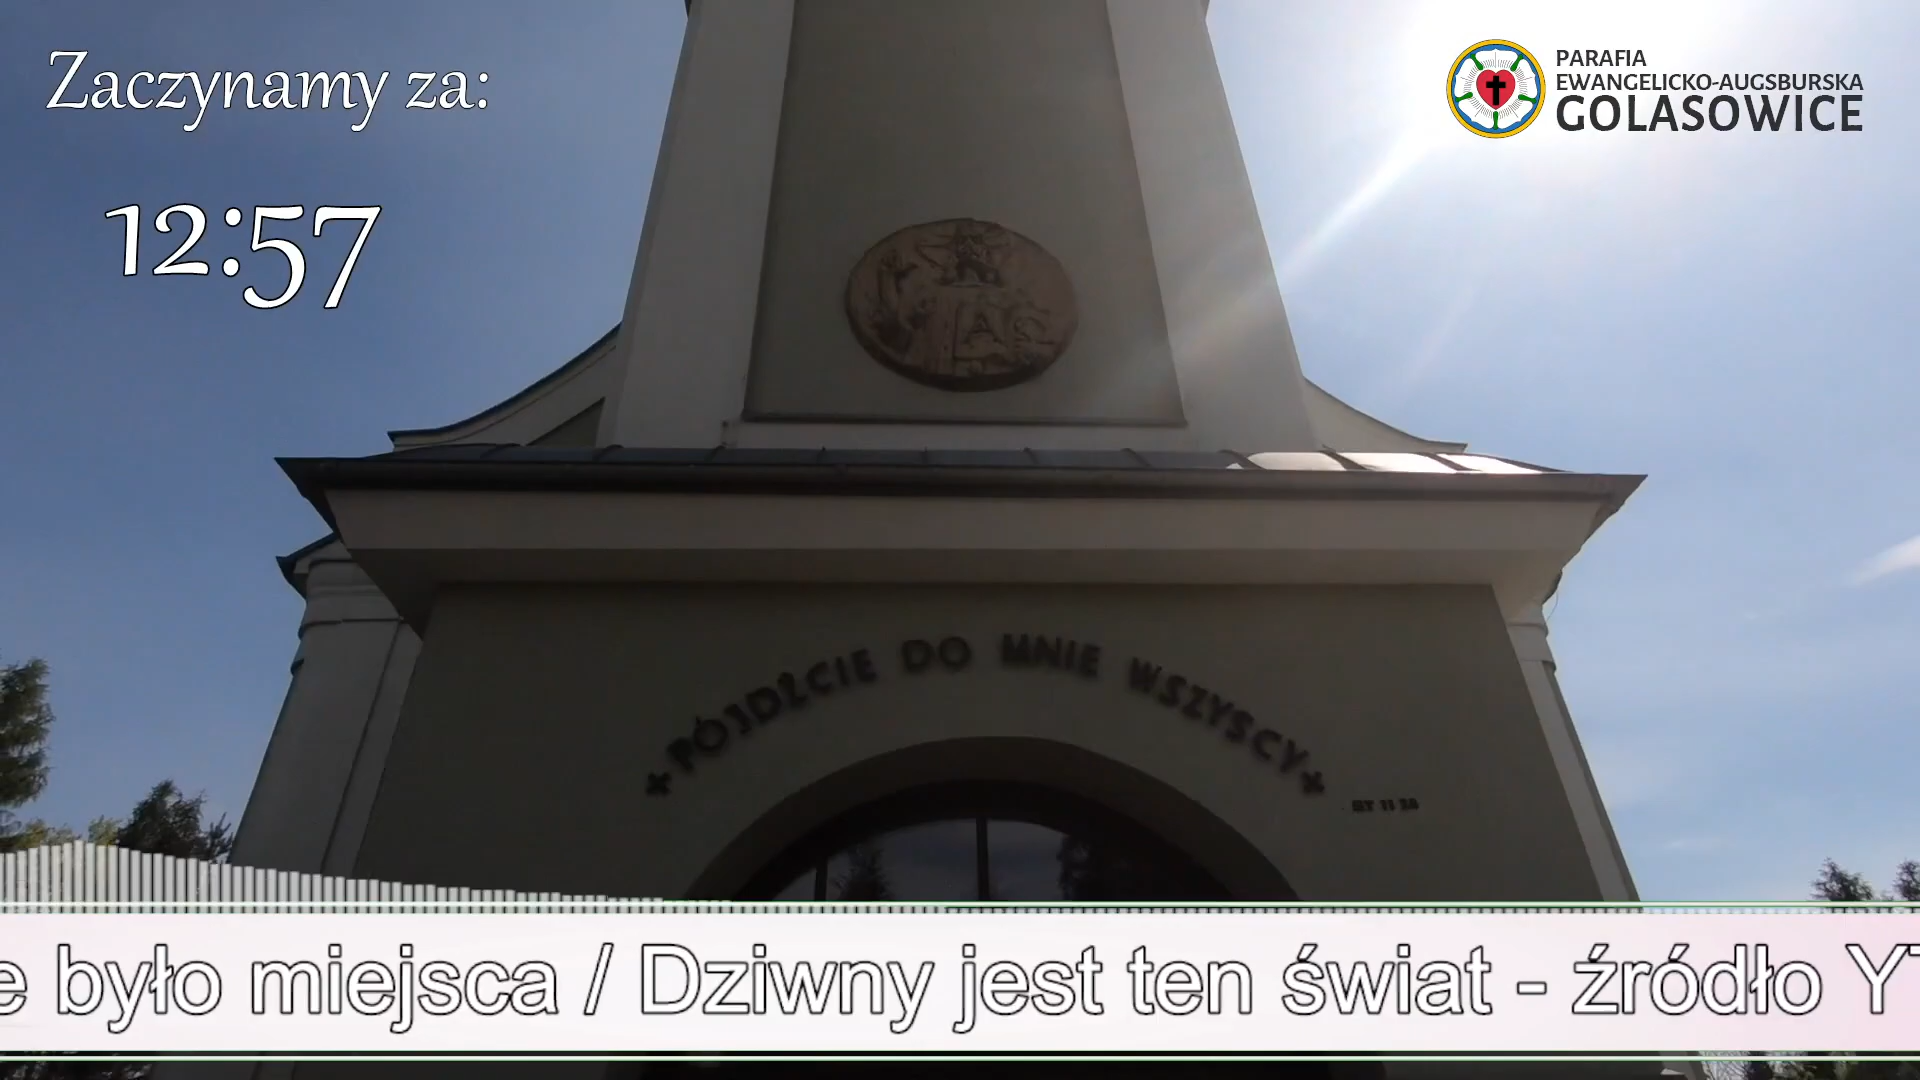 Zaczynamy za:
12:57
PARAFIA
EWANGELICKO-AUGSBURSKA
GOLASOWICE
PÓJDŹCIE DO MNIE WSZYSCY
było miejsca / Dziwny jest ten świat - źródło